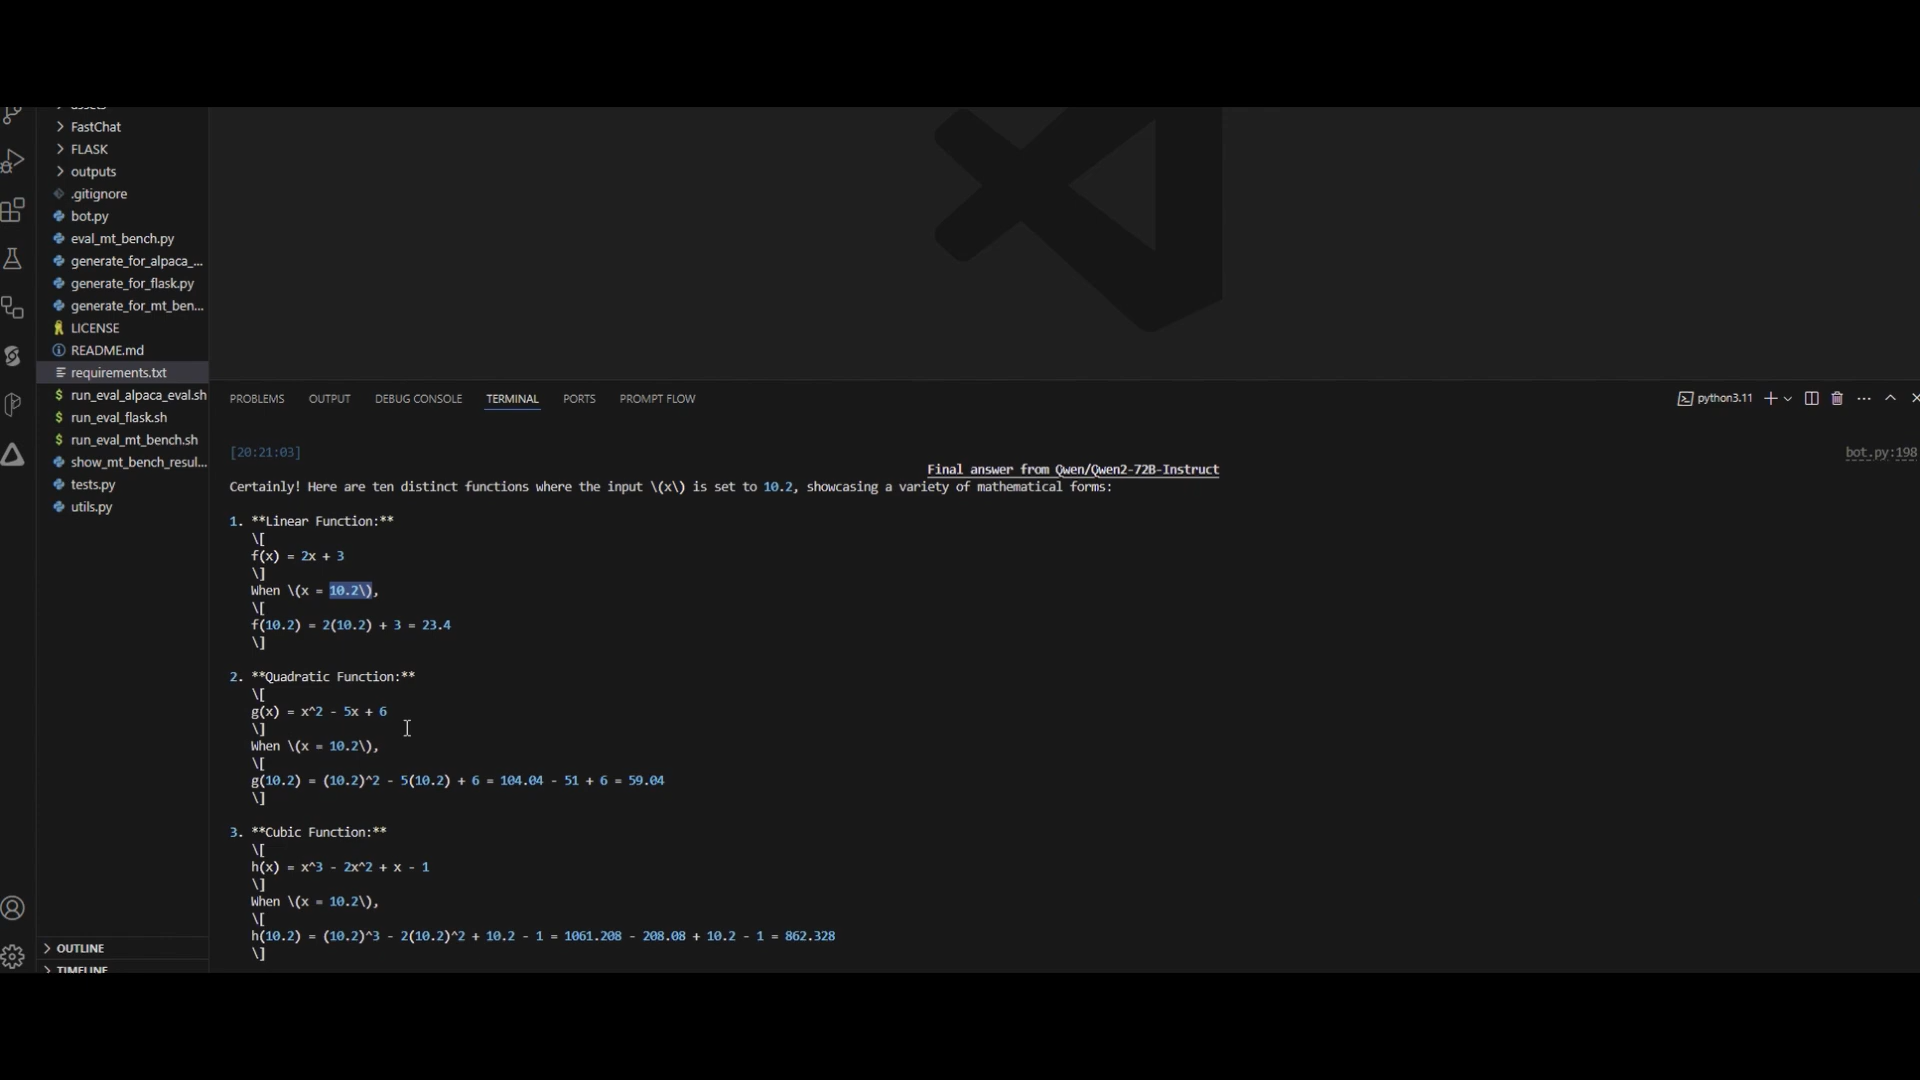 FastChat
FLASK
outputs
.gitignore
bot.py
eval_mt_bench.py
generate_for_alpaca_...
generate_for_flask.py
generate_for_mt_ben...
LICENSE
README.md
requirements.txt
run_eval_alpaca_eval.sh
run_eval_flask.sh
run_eval_mt_bench.sh
show_mt_bench_resul...
tests.py
utils.py
OUTLINE
TIMELINE
PROBLEMS OUTPUT DEBUG CONSOLE TERMINAL PORTS PROMPT FLOW
python3.11
[20:21:03] bot.py:198
Final answer from Qwen/Qwen2-72B-Instruct
Certainly! Here are ten distinct functions where the input \(x\) is set to 10.2, showcasing a variety of mathematical forms:
1. **Linear Function:**
\[
f(x) = 2x + 3
\]
When \(x = 10.2\),
\[
f(10.2) = 2(10.2) + 3 = 23.4
\]
2. **Quadratic Function:**
\[
g(x) = x^2 - 5x + 6
\]
When \(x = 10.2\),
\[
g(10.2) = (10.2)^2 - 5(10.2) + 6 = 104.04 - 51 + 6 = 59.04
\]
3. **Cubic Function:**
\[
h(x) = x^3 - 2x^2 + x - 1
\]
When \(x = 10.2\),
\[
h(10.2) = (10.2)^3 - 2(10.2)^2 + 10.2 - 1 = 1061.208 - 208.08 + 10.2 - 1 = 862.328
\]